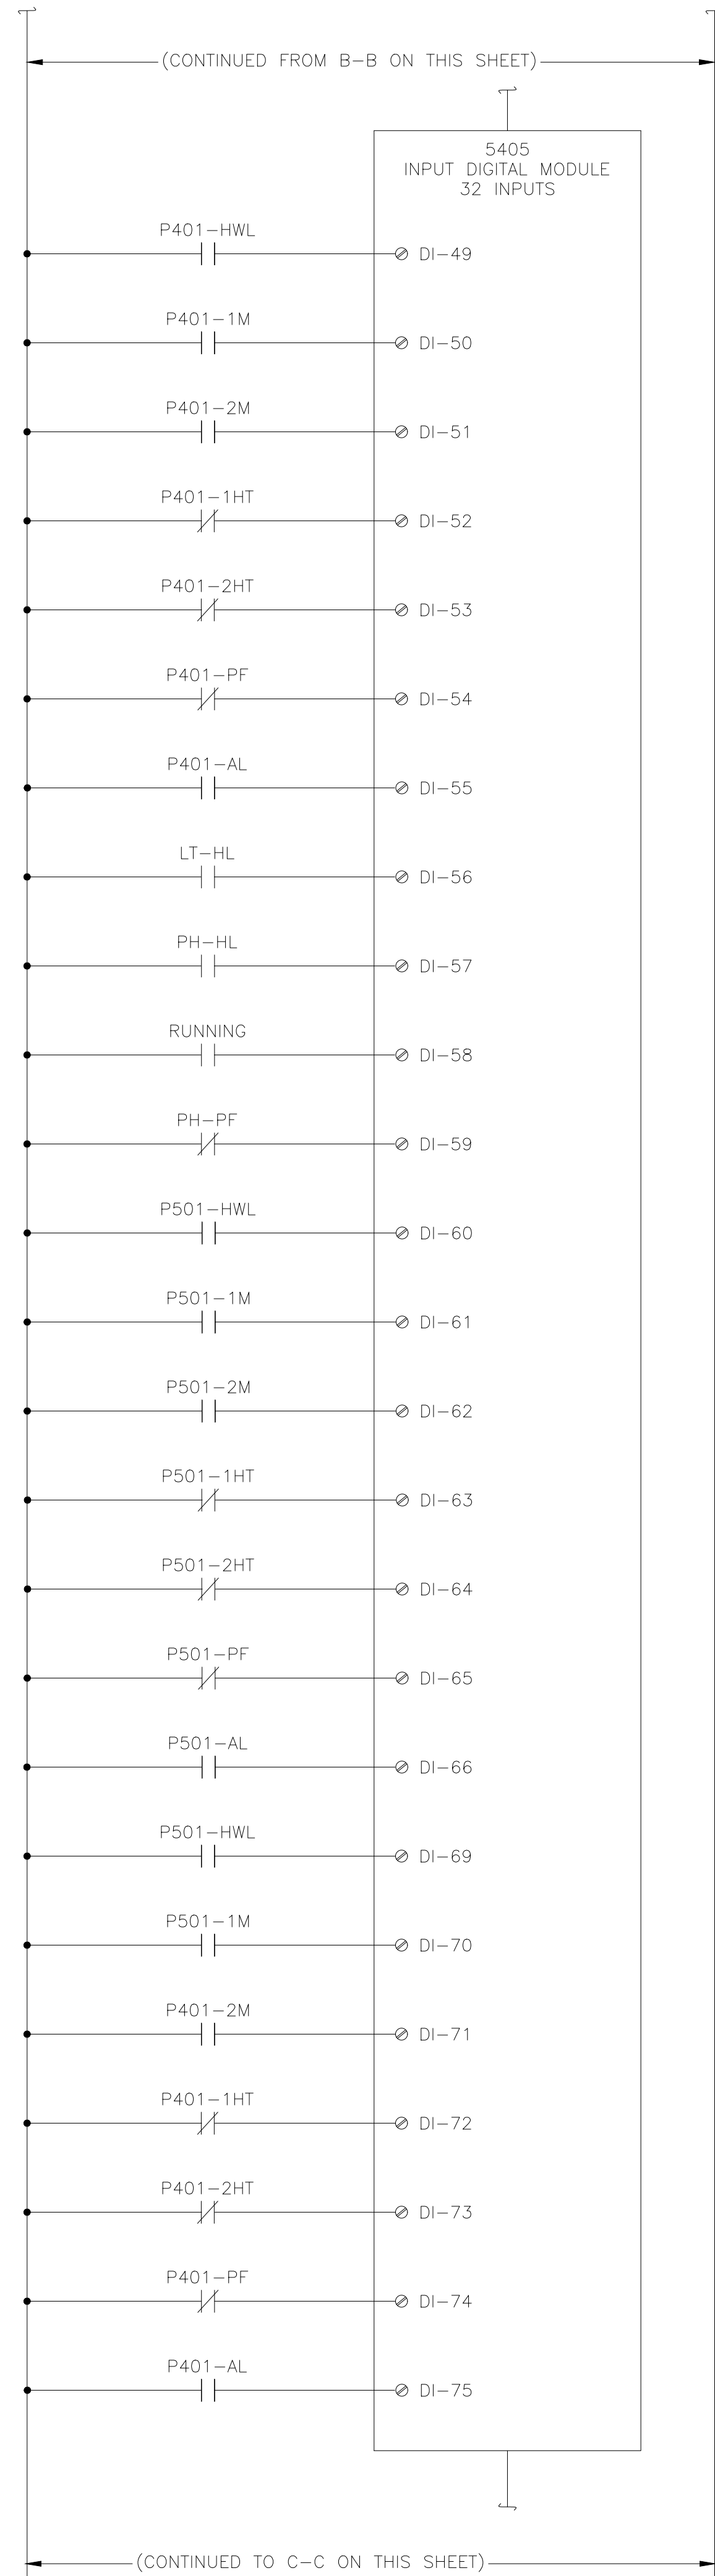 (CONTINUED FROM B-B ON THIS SHEET)
5405
INPUT DIGITAL MODULE
32 INPUTS
P401-HWL
DI-49
P401-1M
DI-50
P401-2M
DI-51
P401-1HT
DI-52
P401-2HT
DI-53
P401-PF
DI-54
P401-AL
DI-55
LT-HL
DI-56
PH-HL
DI-57
RUNNING
DI-58
PH-PF
DI-59
P501-HWL
DI-60
P501-1M
DI-61
P501-2M
DI-62
P501-1HT
DI-63
P501-2HT
DI-64
P501-PF
DI-65
P501-AL
DI-66
P501-HWL
DI-69
P501-1M
DI-70
P401-2M
DI-71
P401-1HT
DI-72
P401-2HT
DI-73
P401-PF
DI-74
P401-AL
DI-75
(CONTINUED TO C-C ON THIS SHEET)